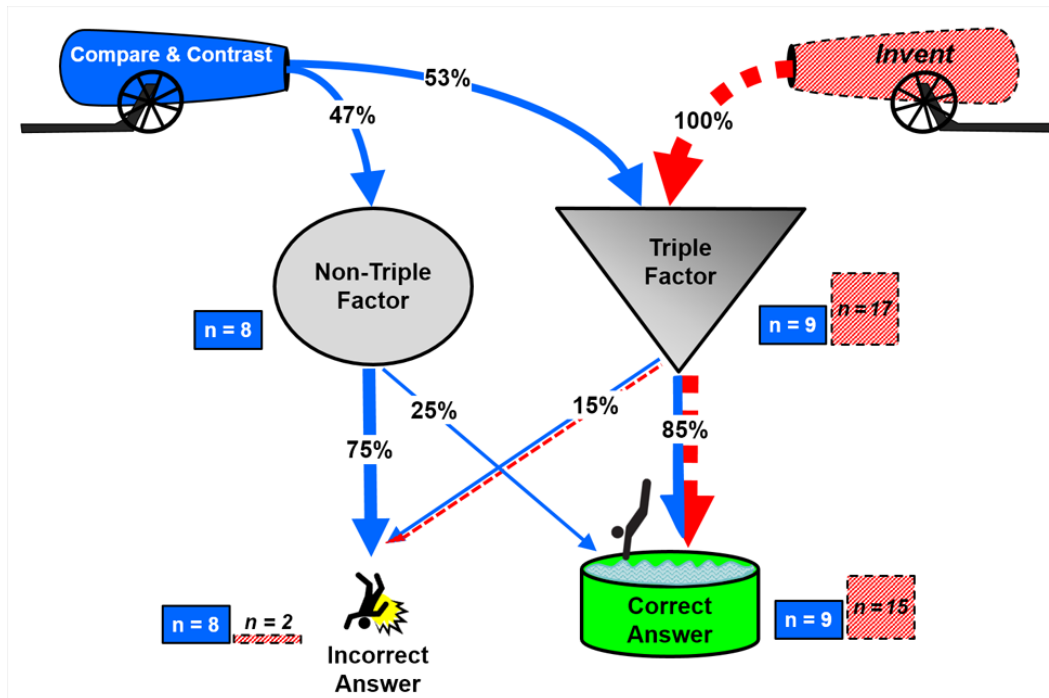 Compare & Contrast
Invent
53%
47%
100%
Non-Triple
Factor
Triple
Factor
n = 8
n = 9
n = 17
25%
15%
75%
85%
n = 8
n = 2
Incorrect
Answer
Correct
Answer
n = 9
n = 15